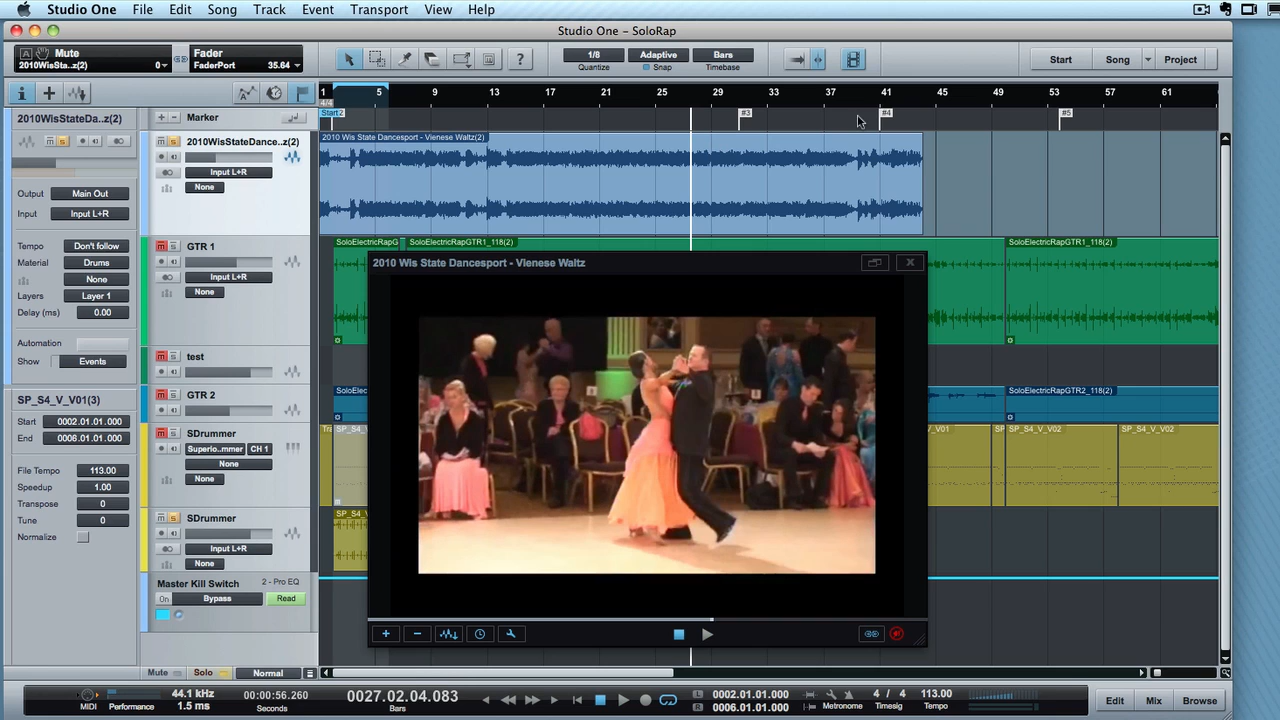 Studio One File Edit Song Track Event Transport View Help
Studio One – SoloRap
Mute
2010WisSta...z(2) 0
Fader
FaderPort 35.64
1/8 Adaptive Bars
Quantize Snap Timebase
Start Song Project
1 5 9 13 17 21 25 29 33 37 41 45 49 53 57 61
4/4
Marker
Start2 #3 #4 #5
2010WisStateDa..z(2)
2010WisStateDance..z(2)
Input L+R
None
2010 Wis State Dancesport - Vienese Waltz(2)
Output Main Out
Input Input L+R
Tempo Don't follow
Material Drums
None
Layers Layer 1
Delay (ms) 0.00
Automation
Show Events
GTR 1
Input L+R
None
SoloElectricRapG SoloElectricRapGTR1_118(2) SoloElectricRapGTR1_118(2)
2010 Wis State Dancesport - Vienese Waltz
test
GTR 2
SoloElec SoloElectricRapGTR2_118(2)
SP_S4_V_V01(3)
Start 0002.01.01.000
End 0006.01.01.000
File Tempo 113.00
Speedup 1.00
Transpose 0
Tune 0
Normalize
SDrummer
Superio..mmer CH 1
None
None
Tra SP_S4_V _V01 SP SP_S4_V_V02 SP_S4_V_V02
SDrummer
Input L+R
None
SP_S4_V
Master Kill Switch 2 - Pro EQ
On Bypass Read
Mute Solo Normal
MIDI
Performance
44.1 kHz
1.5 ms
00:00:56.260
Seconds
0027.02.04.083
Bars
L 0002.01.01.000
R 0006.01.01.000
Metronome
4 / 4
Timesig
113.00
Tempo
Edit Mix Browse